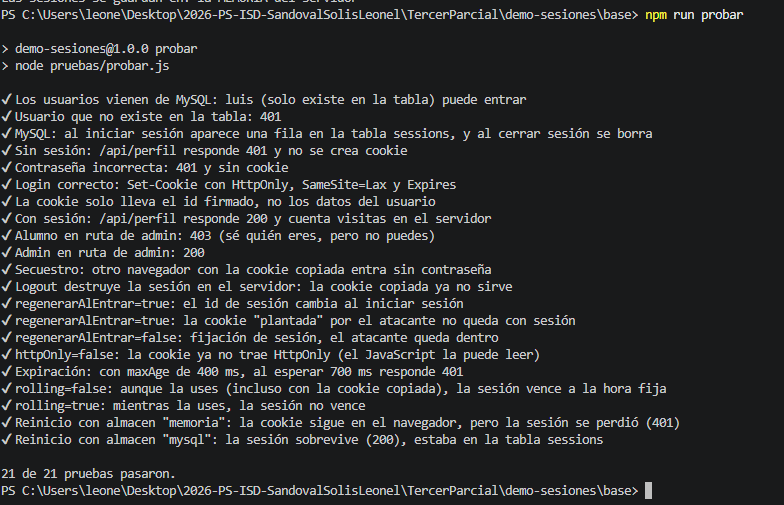 PS C:\Users\leone\Desktop\2026-PS-ISD-SandovalSolisLeonel\TercerParcial\demo-sesiones\base> npm run probar
> demo-sesiones@1.0.0 probar
> node pruebas/probar.js
✓ Los usuarios vienen de MySQL: luis (solo existe en la tabla) puede entrar
✓ Usuario que no existe en la tabla: 401
✓ MySQL: al iniciar sesión aparece una fila en la tabla sessions, y al cerrar sesión se borra
✓ Sin sesión: /api/perfil responde 401 y no se crea cookie
✓ Contraseña incorrecta: 401 y sin cookie
✓ Login correcto: Set-Cookie con HttpOnly, SameSite=Lax y Expires
✓ La cookie solo lleva el id firmado, no los datos del usuario
✓ Con sesión: /api/perfil responde 200 y cuenta visitas en el servidor
✓ Alumno en ruta de admin: 403 (sé quién eres, pero no puedes)
✓ Admin en ruta de admin: 200
✓ Secuestro: otro navegador con la cookie copiada entra sin contraseña
✓ Logout destruye la sesión en el servidor: la cookie copiada ya no sirve
✓ regenerarAlEntrar=true: el id de sesión cambia al iniciar sesión
✓ regenerarAlEntrar=true: la cookie "plantada" por el atacante no queda con sesión
✓ regenerarAlEntrar=false: fijación de sesión, el atacante queda dentro
✓ httpOnly=false: la cookie ya no trae HttpOnly (el JavaScript la puede leer)
✓ Expiración: con maxAge de 400 ms, al esperar 700 ms responde 401
✓ rolling=false: aunque la uses (incluso con la cookie copiada), la sesión vence a la hora fija
✓ rolling=true: mientras la uses, la sesión no vence
✓ Reinicio con almacen "memoria": la cookie sigue en el navegador, pero la sesión se perdió (401)
✓ Reinicio con almacen "mysql": la sesión sobrevive (200), estaba en la tabla sessions
21 de 21 pruebas pasaron.
PS C:\Users\leone\Desktop\2026-PS-ISD-SandovalSolisLeonel\TercerParcial\demo-sesiones\base>